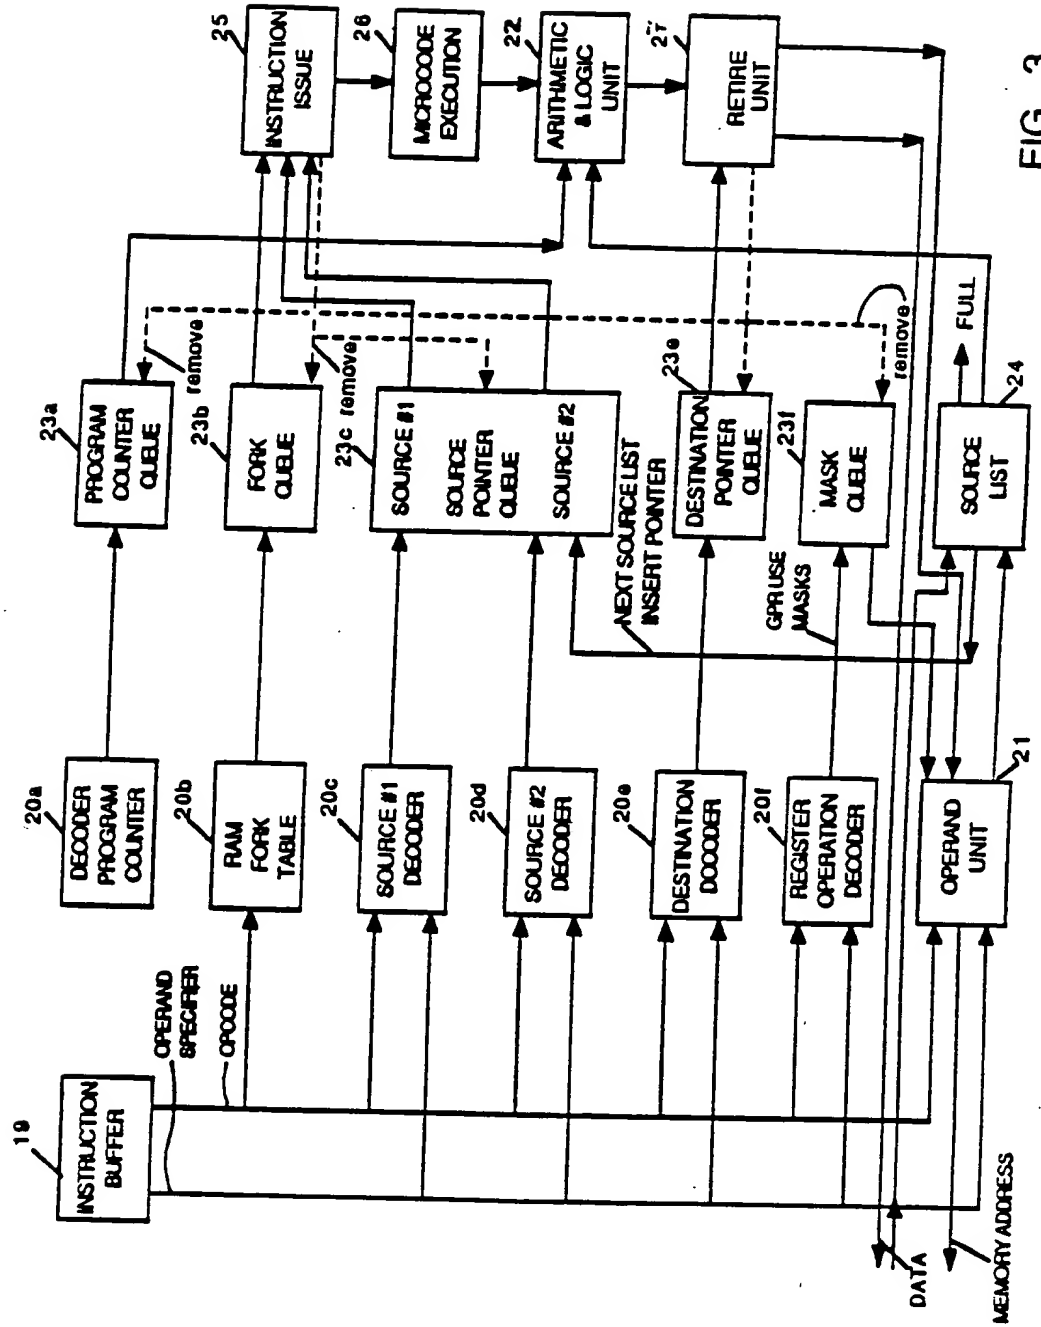 19
INSTRUCTION
BUFFER
OPERAND
SPECIFIER
OPCODE
20a
DECODER
PROGRAM
COUNTER
20b
RAM
FORK
TABLE
20c
SOURCE #1
DECODER
20d
SOURCE #2
DECODER
20e
DESTINATION
DOCODER
20f
REGISTER
OPERATION
DECODER
21
OPERAND
UNIT
DATA
MEMORY ADDRESS
23a
PROGRAM
COUNTER
QUEUE
remove
23b
FORK
QUEUE
remove
23c
SOURCE #1
SOURCE
POINTER
QUEUE
SOURCE #2
NEXT SOURCE LIST
INSERT POINTER
23e
DESTINATION
POINTER
QUEUE
GPR USE
MASKS
23f
MASK
QUEUE
remove
FULL
24
SOURCE
LIST
25
INSTRUCTION
ISSUE
26
MICROCODE
EXECUTION
22
ARITHMETIC
& LOGIC
UNIT
27
RETIRE
UNIT
FIG. 3